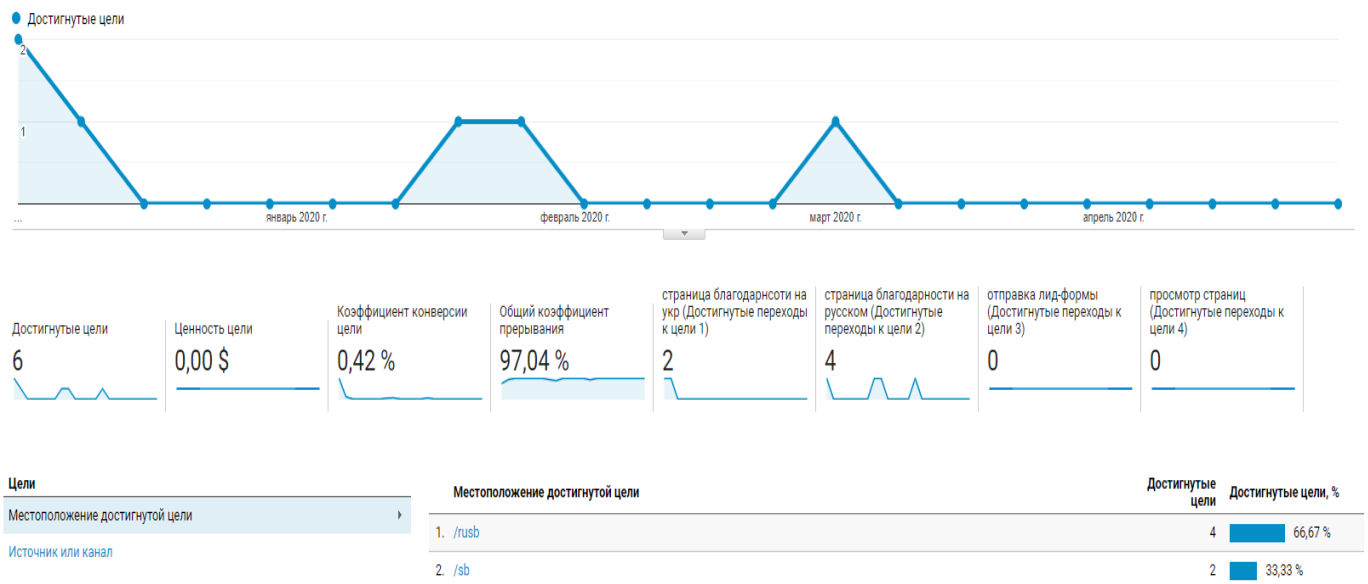 Достигнутые цели
2
1
...
январь 2020 г.
февраль 2020 г.
март 2020 г.
апрель 2020 г.
Достигнутые цели
6
Ценность цели
0,00 $
Коэффициент конверсии
цели
0,42 %
Общий коэффициент
прерывания
97,04 %
страница благодарнсоти на
укр (Достигнутые переходы
к цели 1)
2
страница благодарности на
русском (Достигнутые
переходы к цели 2)
4
отправка лид-формы
(Достигнутые переходы к
цели 3)
0
просмотр страниц
(Достигнутые переходы к
цели 4)
0
Цели
Местоположение достигнутой цели
Источник или канал
Местоположение достигнутой цели
Достигнутые
цели
Достигнутые цели, %
1. /rusb 4 66,67 %
2. /sb 2 33,33 %